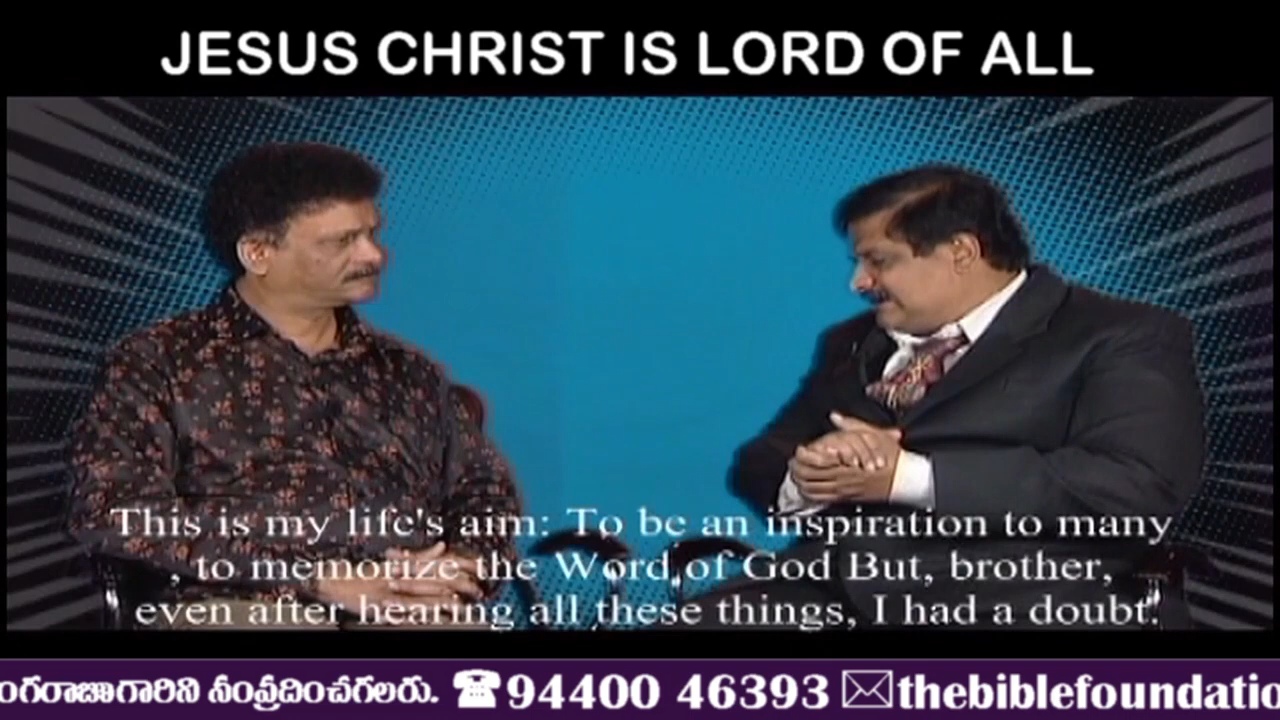 JESUS CHRIST IS LORD OF ALL
This is my life's aim: To be an inspiration to many
, to memorize the Word of God But, brother,
even after hearing all these things, I had a doubt.
సంప్రదించగలరు. ☎94400 46393 ✉thebiblefoundatio